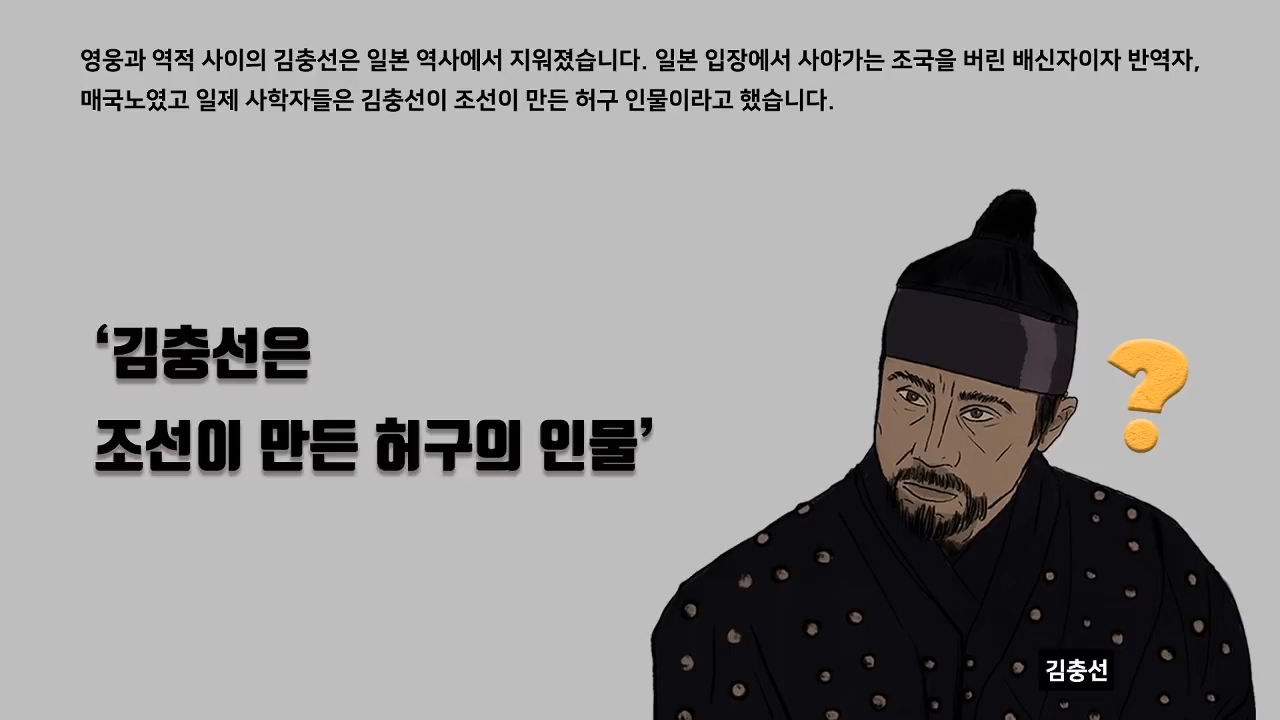 영웅과 역적 사이의 김충선은 일본 역사에서 지워졌습니다. 일본 입장에서 사야가는 조국을 버린 배신자이자 반역자,
매국노였고 일제 사학자들은 김충선이 조선이 만든 허구 인물이라고 했습니다.
‘김충선은
조선이 만든 허구의 인물’
?
김충선